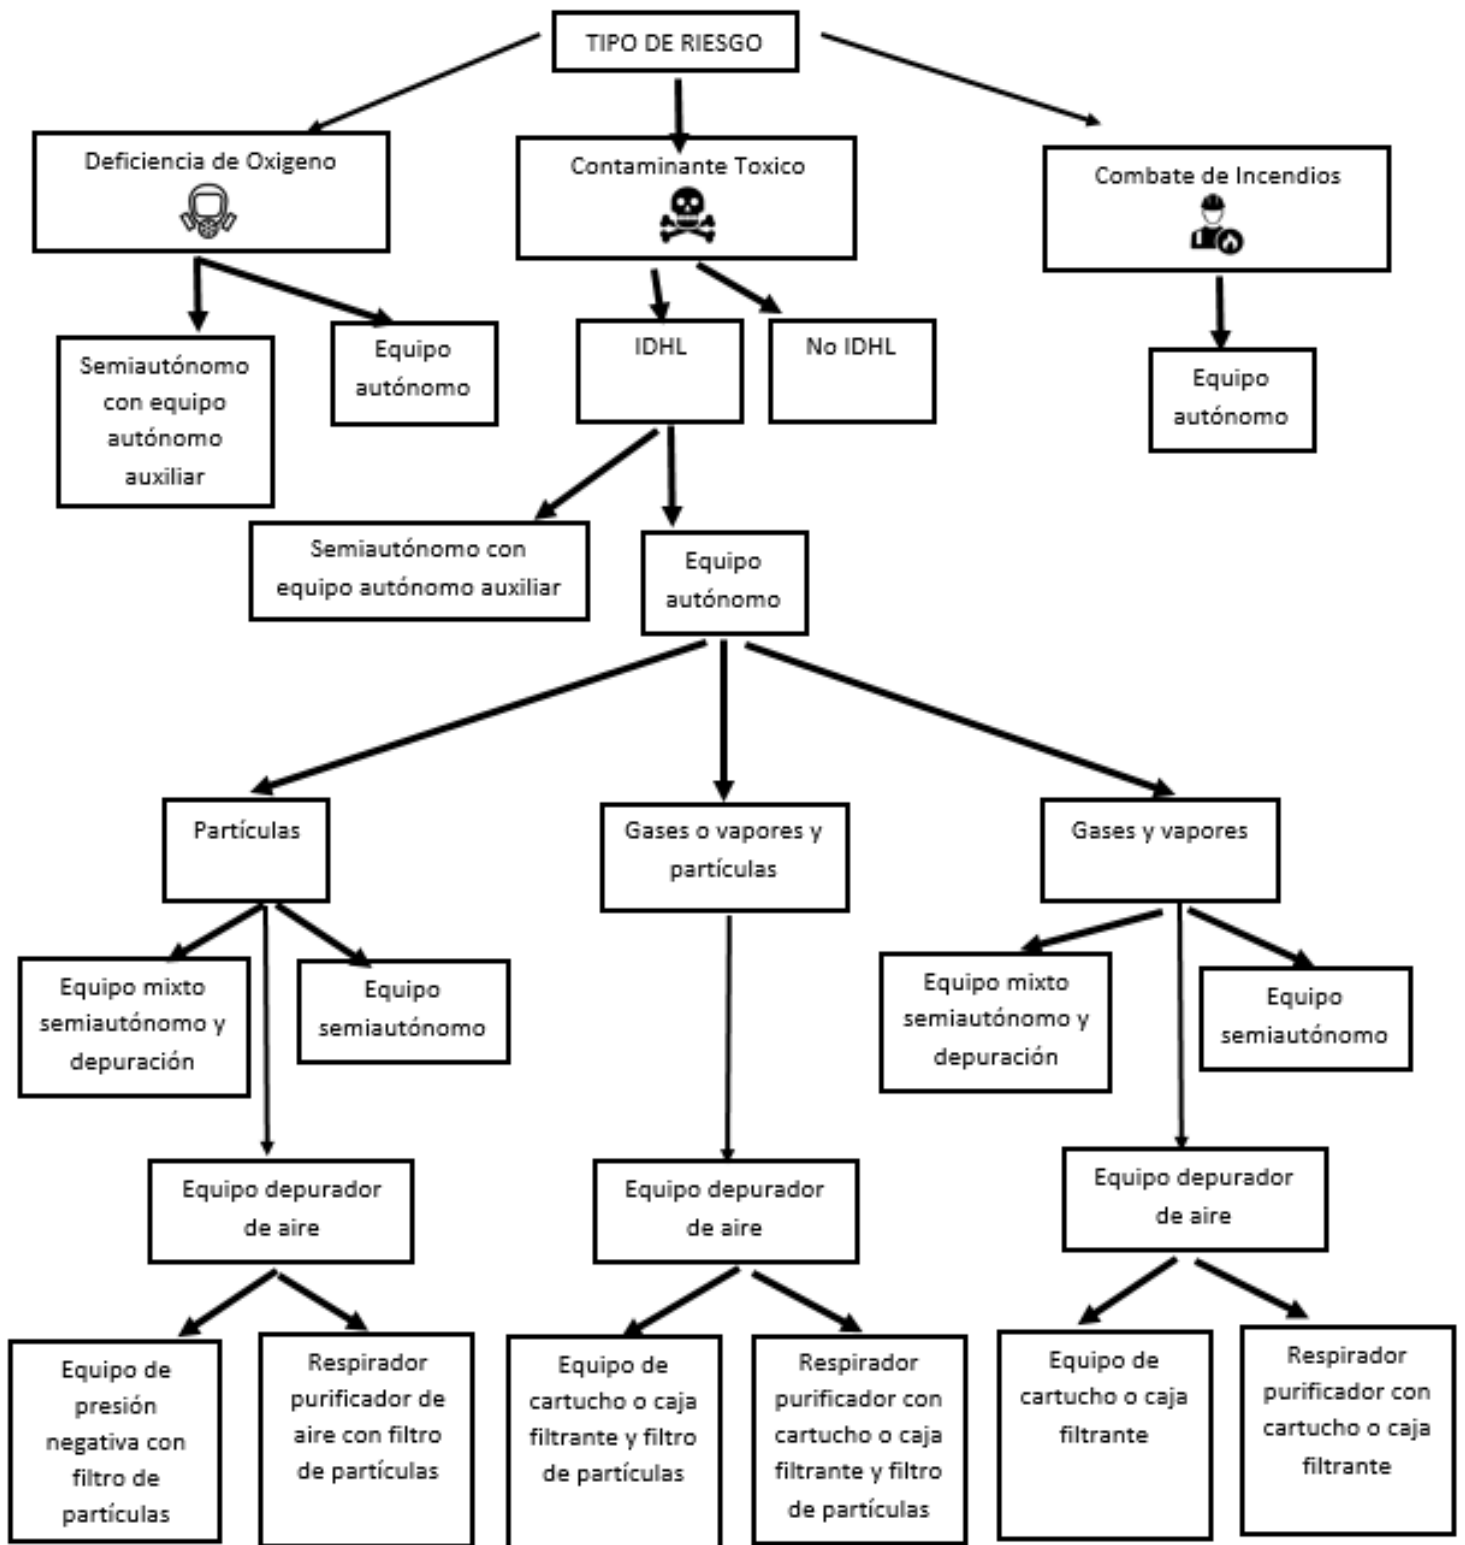 TIPO DE RIESGO
Deficiencia de Oxigeno
Contaminante Toxico
Combate de Incendios
Semiautónomo
con equipo
autónomo
auxiliar
Equipo
autónomo
IDHL
No IDHL
Equipo
autónomo
Semiautónomo con
equipo autónomo auxiliar
Equipo
autónomo
Partículas
Gases o vapores y
partículas
Gases y vapores
Equipo mixto
semiautónomo y
depuración
Equipo
semiautónomo
Equipo mixto
semiautónomo y
depuración
Equipo
semiautónomo
Equipo depurador
de aire
Equipo depurador
de aire
Equipo depurador
de aire
Equipo de
presión
negativa con
filtro de
partículas
Respirador
purificador de
aire con filtro
de partículas
Equipo de
cartucho o caja
filtrante y filtro
de partículas
Respirador
purificador con
cartucho o caja
filtrante y filtro
de partículas
Equipo de
cartucho o caja
filtrante
Respirador
purificador con
cartucho o caja
filtrante